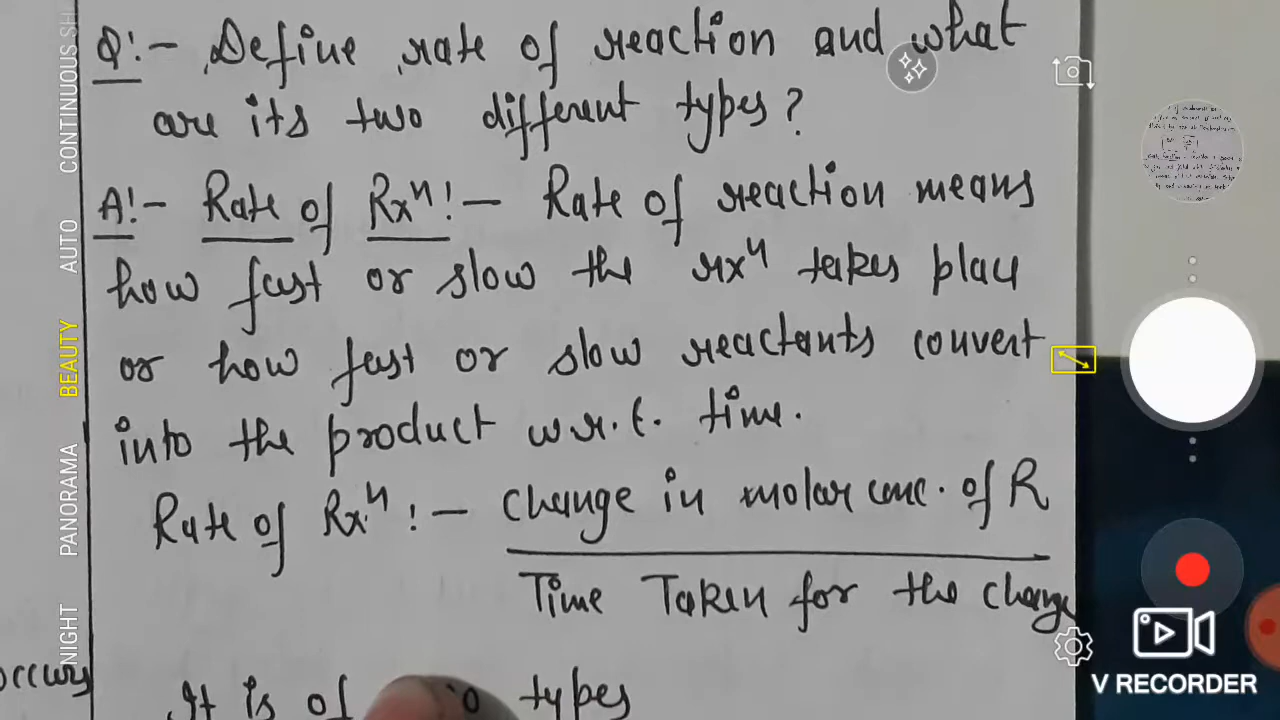 Q:- Define rate of reaction and what
are its two different types?
A:- Rate of Rxⁿ:- Rate of reaction means
how fast or slow the rxⁿ takes place
or how fast or slow reactants convert
into the product w.r.t. time.
Rate of Rxⁿ :- Change in molar conc. of R
Time Taken for the change
occurs
It is of types
CONTINUOUS SH
AUTO
BEAUTY
PANORAMA
NIGHT
V RECORDER